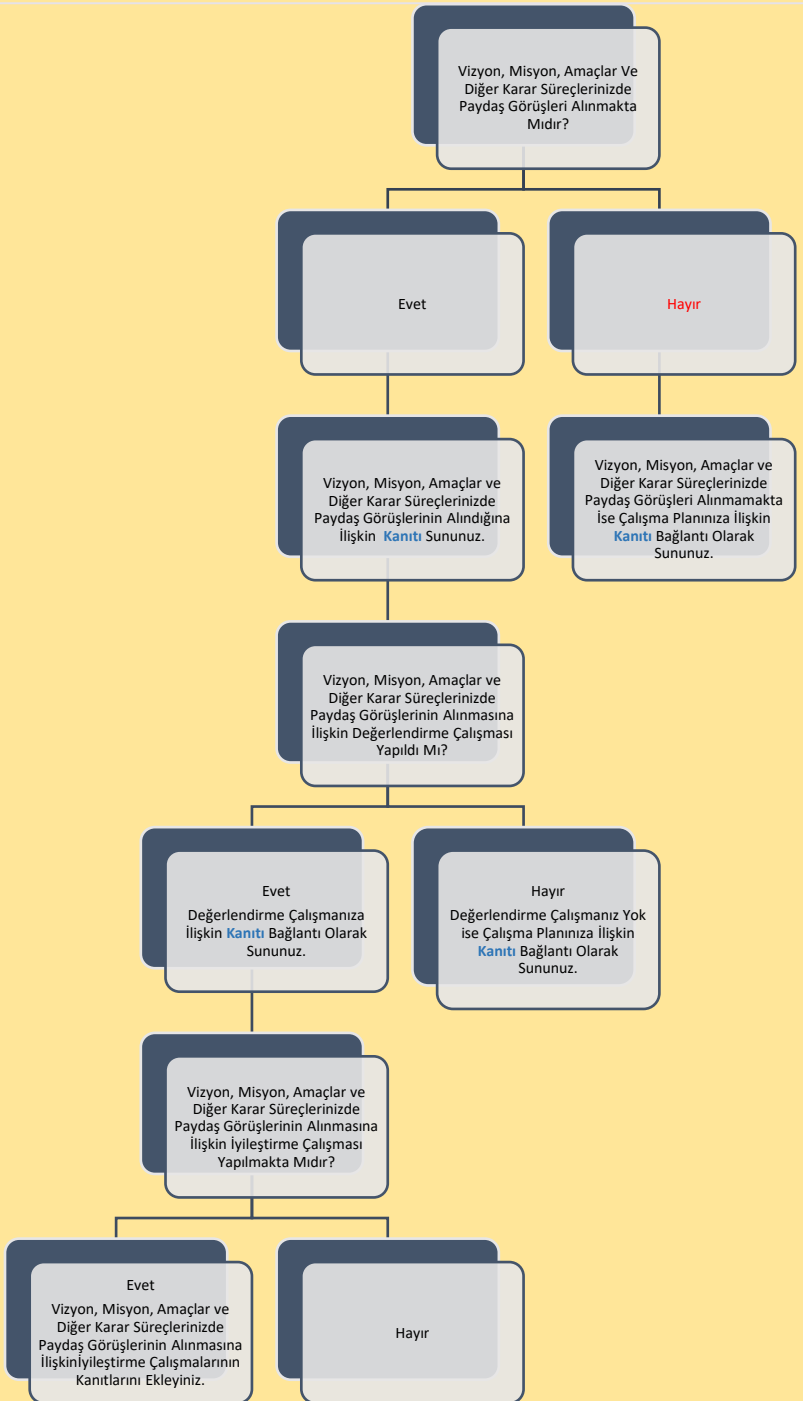 Vizyon, Misyon, Amaçlar Ve
Diğer Karar Süreçlerinizde
Paydaş Görüşleri Alınmakta
Mıdır?
Evet
Hayır
Vizyon, Misyon, Amaçlar ve
Diğer Karar Süreçlerinizde
Paydaş Görüşlerinin Alındığına
İlişkin Kanıtı Sununuz.
Vizyon, Misyon, Amaçlar ve
Diğer Karar Süreçlerinizde
Paydaş Görüşleri Alınmamakta
İse Çalışma Planınıza İlişkin
Kanıtı Bağlantı Olarak
Sununuz.
Vizyon, Misyon, Amaçlar ve
Diğer Karar Süreçlerinizde
Paydaş Görüşlerinin Alınmasına
İlişkin Değerlendirme Çalışması
Yapıldı Mı?
Evet
Değerlendirme Çalışmanıza
İlişkin Kanıtı Bağlantı Olarak
Sununuz.
Hayır
Değerlendirme Çalışmanız Yok
ise Çalışma Planınıza İlişkin
Kanıtı Bağlantı Olarak
Sununuz.
Vizyon, Misyon, Amaçlar ve
Diğer Karar Süreçlerinizde
Paydaş Görüşlerinin Alınmasına
İlişkin İyileştirme Çalışması
Yapılmakta Mıdır?
Evet
Vizyon, Misyon, Amaçlar ve
Diğer Karar Süreçlerinizde
Paydaş Görüşlerinin Alınmasına
İlişkinİyileştirme Çalışmalarının
Kanıtlarını Ekleyiniz.
Hayır